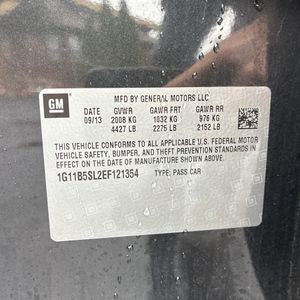 GM
MFD BY GENERAL MOTORS LLC
DATE GVWR GAWR FRT GAWR RR
09/13 2008 KG 1032 KG 976 KG
4427 LB 2275 LB 2152 LB
THIS VEHICLE CONFORMS TO ALL APPLICABLE U.S. FEDERAL MOTOR
VEHICLE SAFETY, BUMPER, AND THEFT PREVENTION STANDARDS IN
EFFECT ON THE DATE OF MANUFACTURE SHOWN ABOVE.
1G11B5SL2EF121354
TYPE: PASS CAR